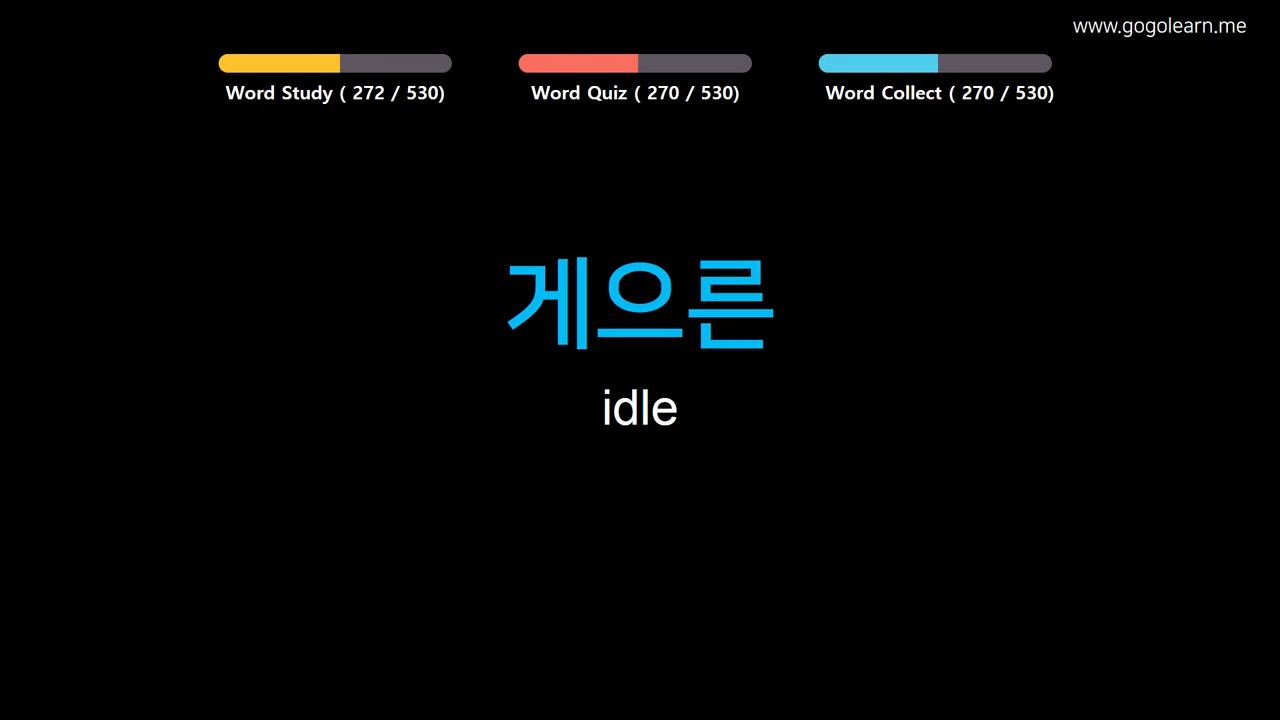 www.gogolearn.me
Word Study ( 272 / 530)
Word Quiz ( 270 / 530)
Word Collect ( 270 / 530)
게으른
idle